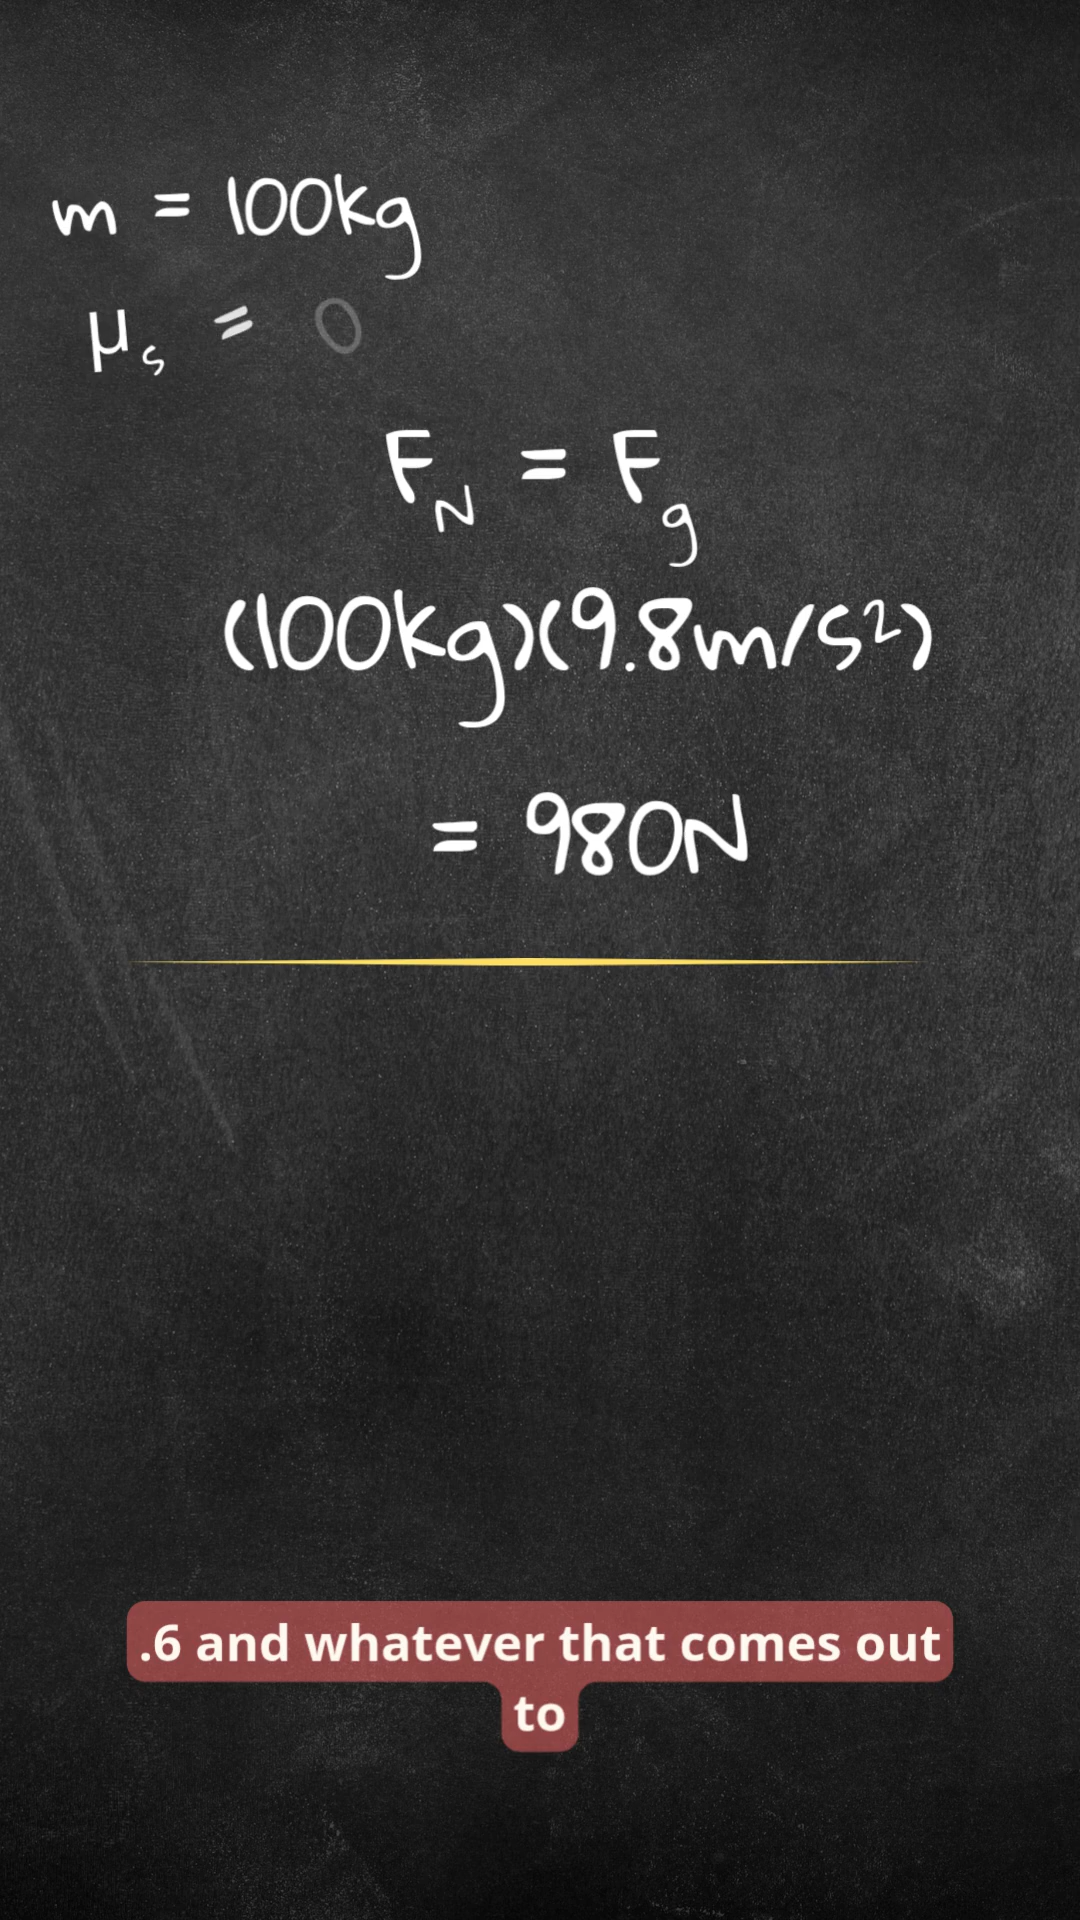 m = 100kg
μs = 0
FN = Fg
(100kg)(9.8m/s²)
= 980N
.6 and whatever that comes out
to